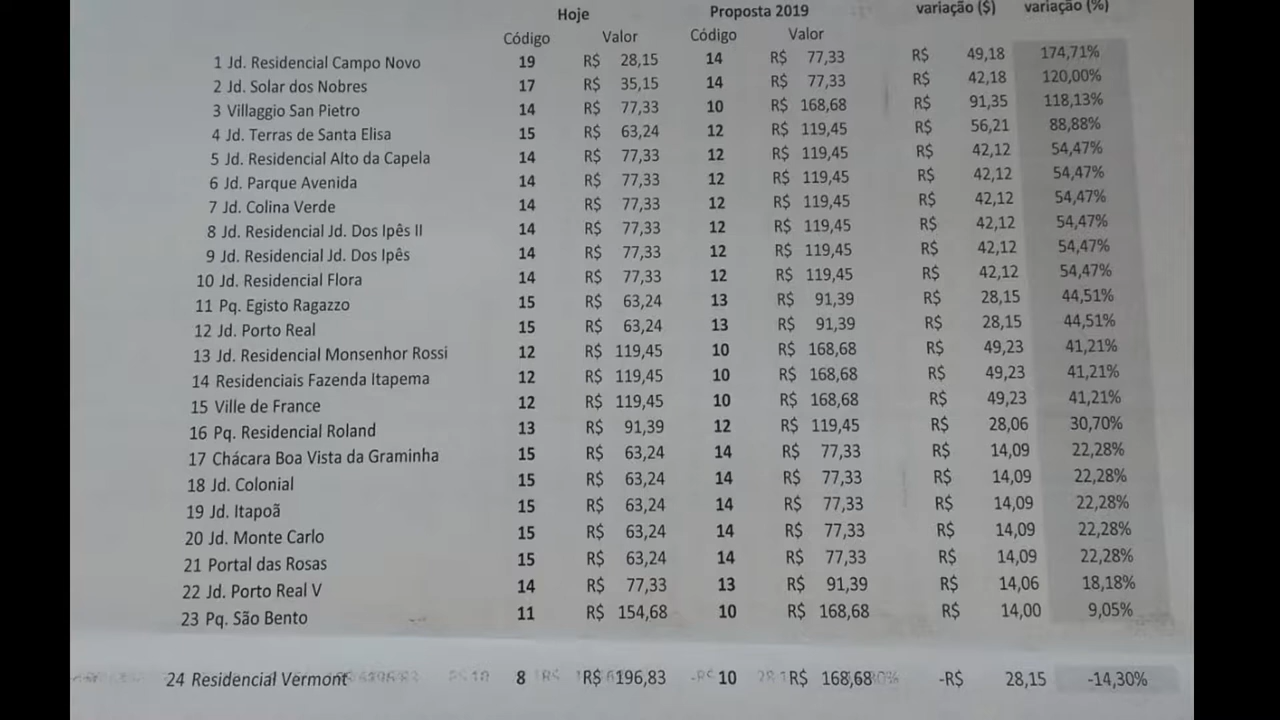 Hoje Proposta 2019 variação ($) variação (%)
Código Valor Código Valor
1 Jd. Residencial Campo Novo 19 R$ 28,15 14 R$ 77,33 R$ 49,18 174,71%
2 Jd. Solar dos Nobres 17 R$ 35,15 14 R$ 77,33 R$ 42,18 120,00%
3 Villaggio San Pietro 14 R$ 77,33 10 R$ 168,68 R$ 91,35 118,13%
4 Jd. Terras de Santa Elisa 15 R$ 63,24 12 R$ 119,45 R$ 56,21 88,88%
5 Jd. Residencial Alto da Capela 14 R$ 77,33 12 R$ 119,45 R$ 42,12 54,47%
6 Jd. Parque Avenida 14 R$ 77,33 12 R$ 119,45 R$ 42,12 54,47%
7 Jd. Colina Verde 14 R$ 77,33 12 R$ 119,45 R$ 42,12 54,47%
8 Jd. Residencial Jd. Dos Ipês II 14 R$ 77,33 12 R$ 119,45 R$ 42,12 54,47%
9 Jd. Residencial Jd. Dos Ipês 14 R$ 77,33 12 R$ 119,45 R$ 42,12 54,47%
10 Jd. Residencial Flora 14 R$ 77,33 12 R$ 119,45 R$ 42,12 54,47%
11 Pq. Egisto Ragazzo 15 R$ 63,24 13 R$ 91,39 R$ 28,15 44,51%
12 Jd. Porto Real 15 R$ 63,24 13 R$ 91,39 R$ 28,15 44,51%
13 Jd. Residencial Monsenhor Rossi 12 R$ 119,45 10 R$ 168,68 R$ 49,23 41,21%
14 Residenciais Fazenda Itapema 12 R$ 119,45 10 R$ 168,68 R$ 49,23 41,21%
15 Ville de France 12 R$ 119,45 10 R$ 168,68 R$ 49,23 41,21%
16 Pq. Residencial Roland 13 R$ 91,39 12 R$ 119,45 R$ 28,06 30,70%
17 Chácara Boa Vista da Graminha 15 R$ 63,24 14 R$ 77,33 R$ 14,09 22,28%
18 Jd. Colonial 15 R$ 63,24 14 R$ 77,33 R$ 14,09 22,28%
19 Jd. Itapoã 15 R$ 63,24 14 R$ 77,33 R$ 14,09 22,28%
20 Jd. Monte Carlo 15 R$ 63,24 14 R$ 77,33 R$ 14,09 22,28%
21 Portal das Rosas 15 R$ 63,24 14 R$ 77,33 R$ 14,09 22,28%
22 Jd. Porto Real V 14 R$ 77,33 13 R$ 91,39 R$ 14,06 18,18%
23 Pq. São Bento 11 R$ 154,68 10 R$ 168,68 R$ 14,00 9,05%
24 Residencial Vermont 8 R$ 196,83 10 R$ 168,68 -R$ 28,15 -14,30%